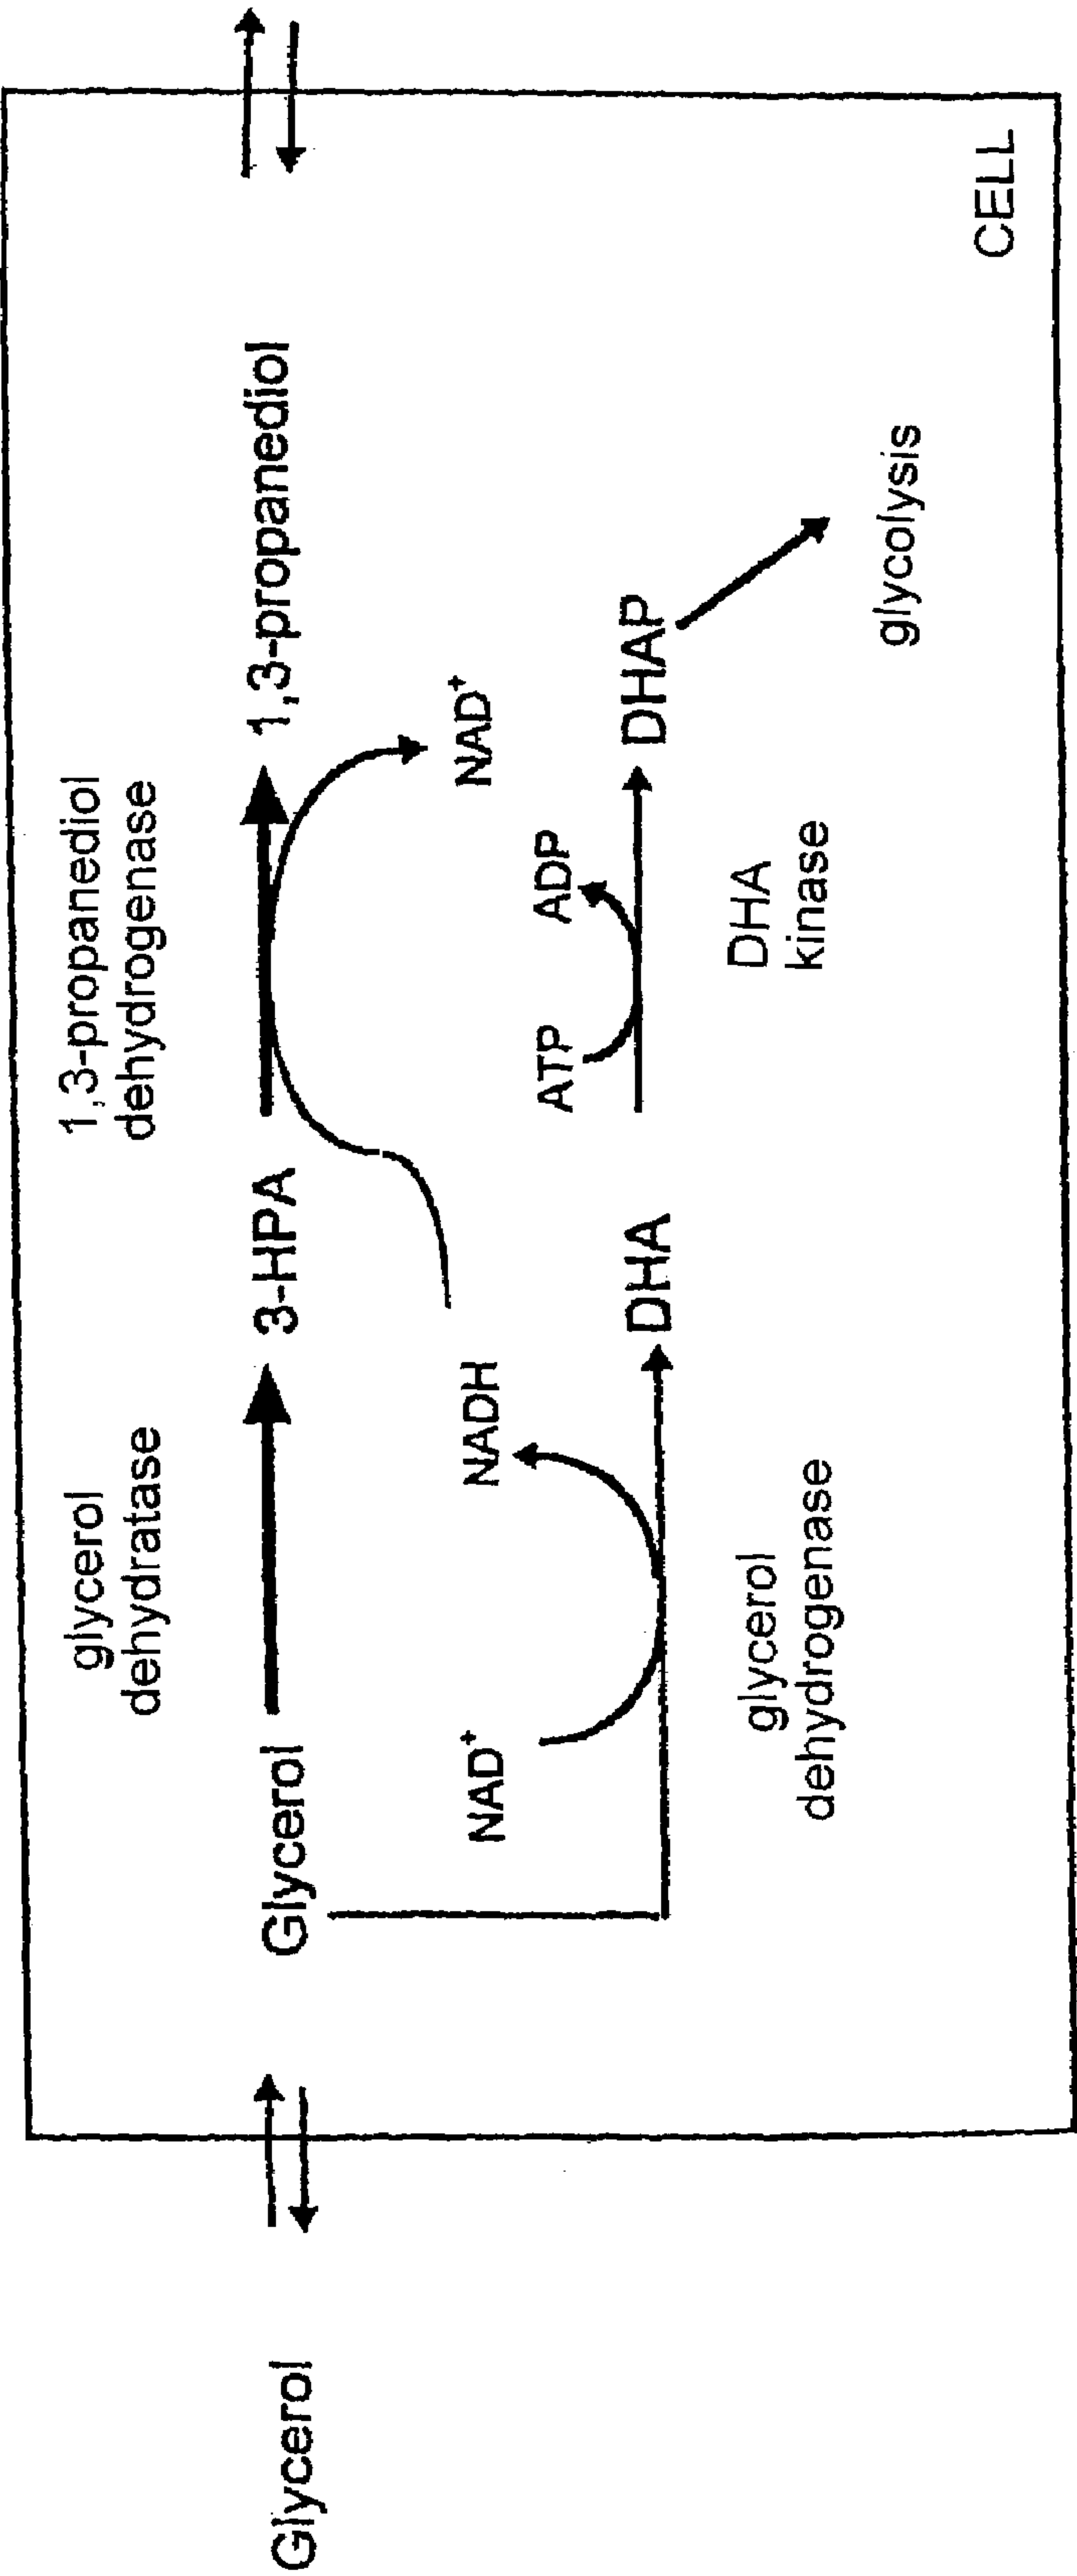 glycerol
dehydratase
1,3-propanediol
dehydrogenase
Glycerol
Glycerol
3-HPA
1,3-propanediol
NAD+
NADH
NAD+
ATP
ADP
DHA
DHAP
glycerol
dehydrogenase
DHA
kinase
glycolysis
CELL